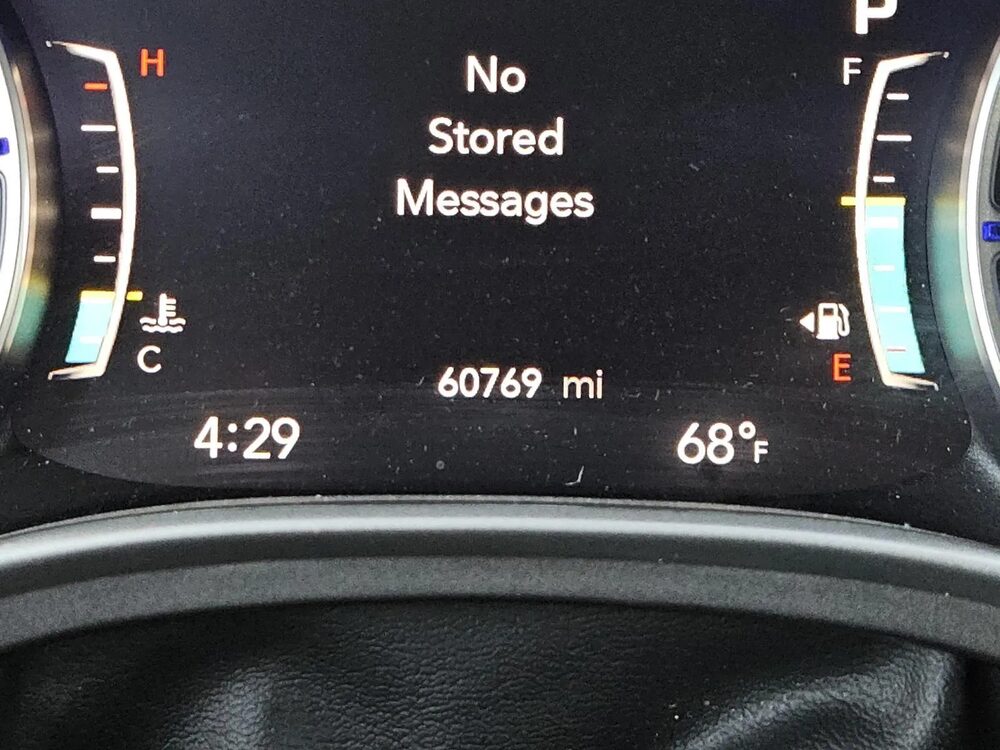 P
H
F
No
Stored
Messages
C
E
60769 mi
4:29
68°F